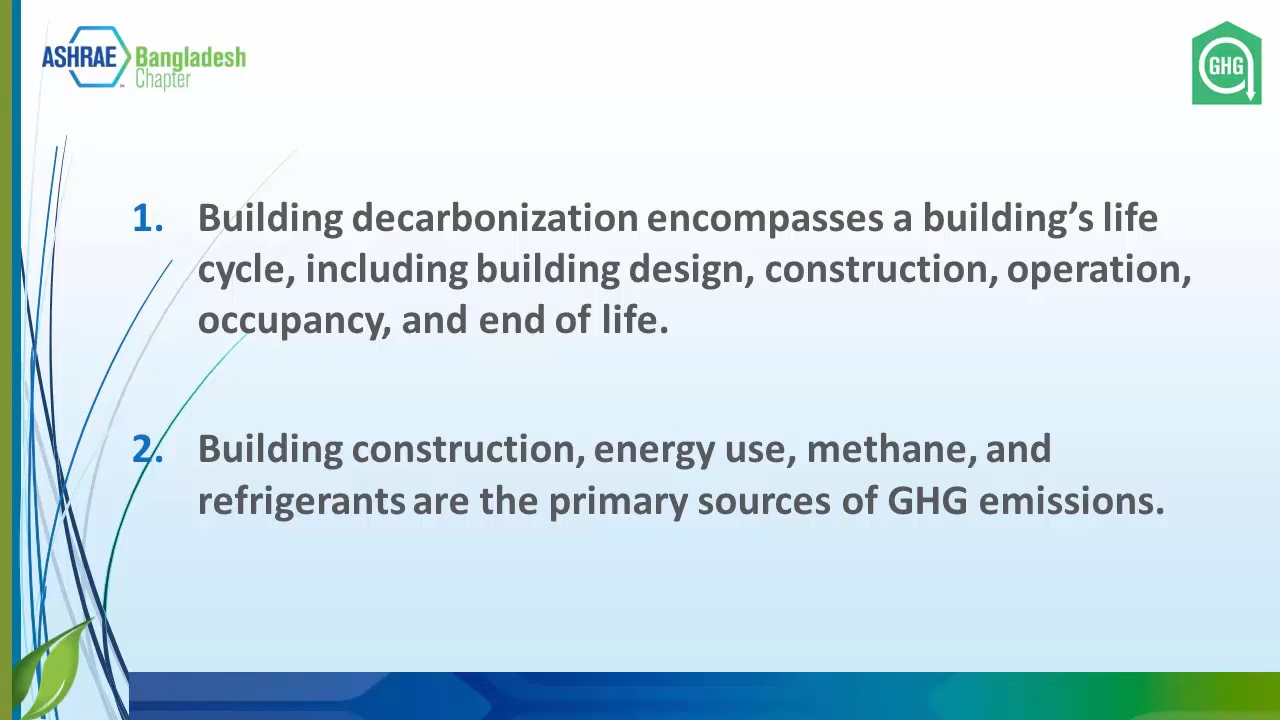 ASHRAE Bangladesh
Chapter
GHG
1. Building decarbonization encompasses a building’s life
cycle, including building design, construction, operation,
occupancy, and end of life.
2. Building construction, energy use, methane, and
refrigerants are the primary sources of GHG emissions.